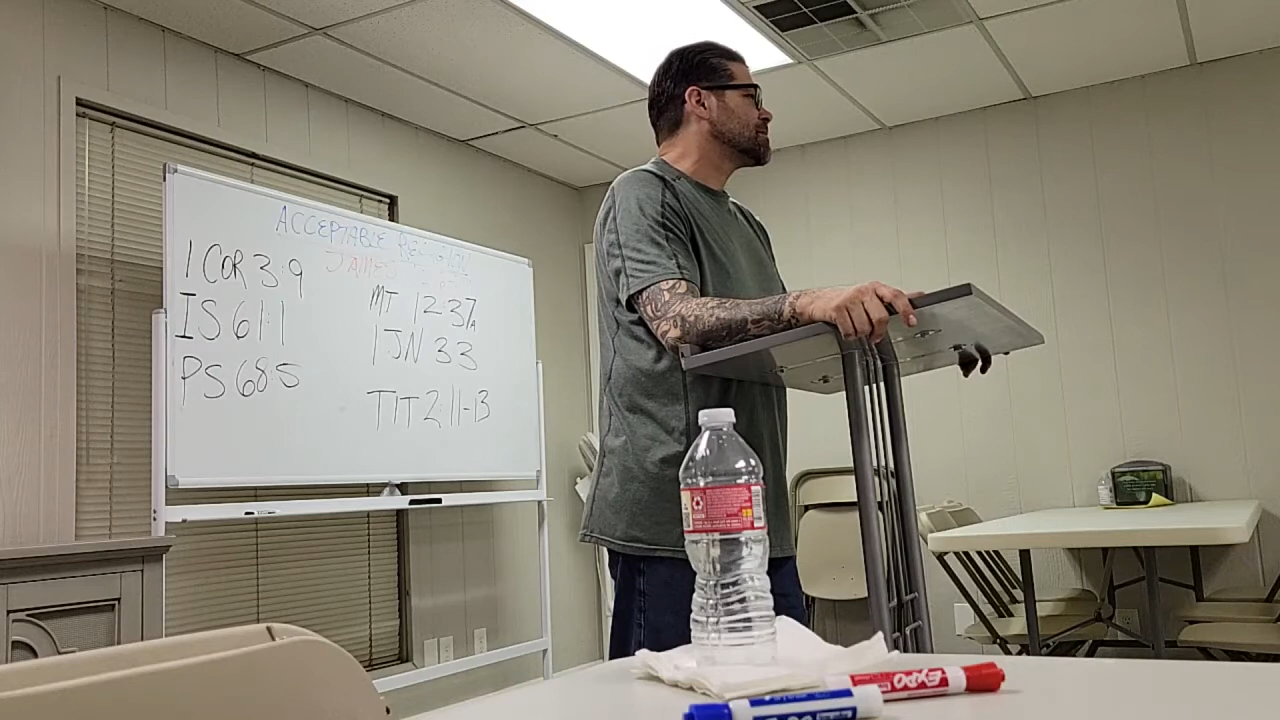 ACCEPTABLE RELIGION
JAMES
1 COR 3:9
IS 61:1
PS 68:5
MT 12:37A
1 JN 3:3
TIT 2:11-13
EXPO